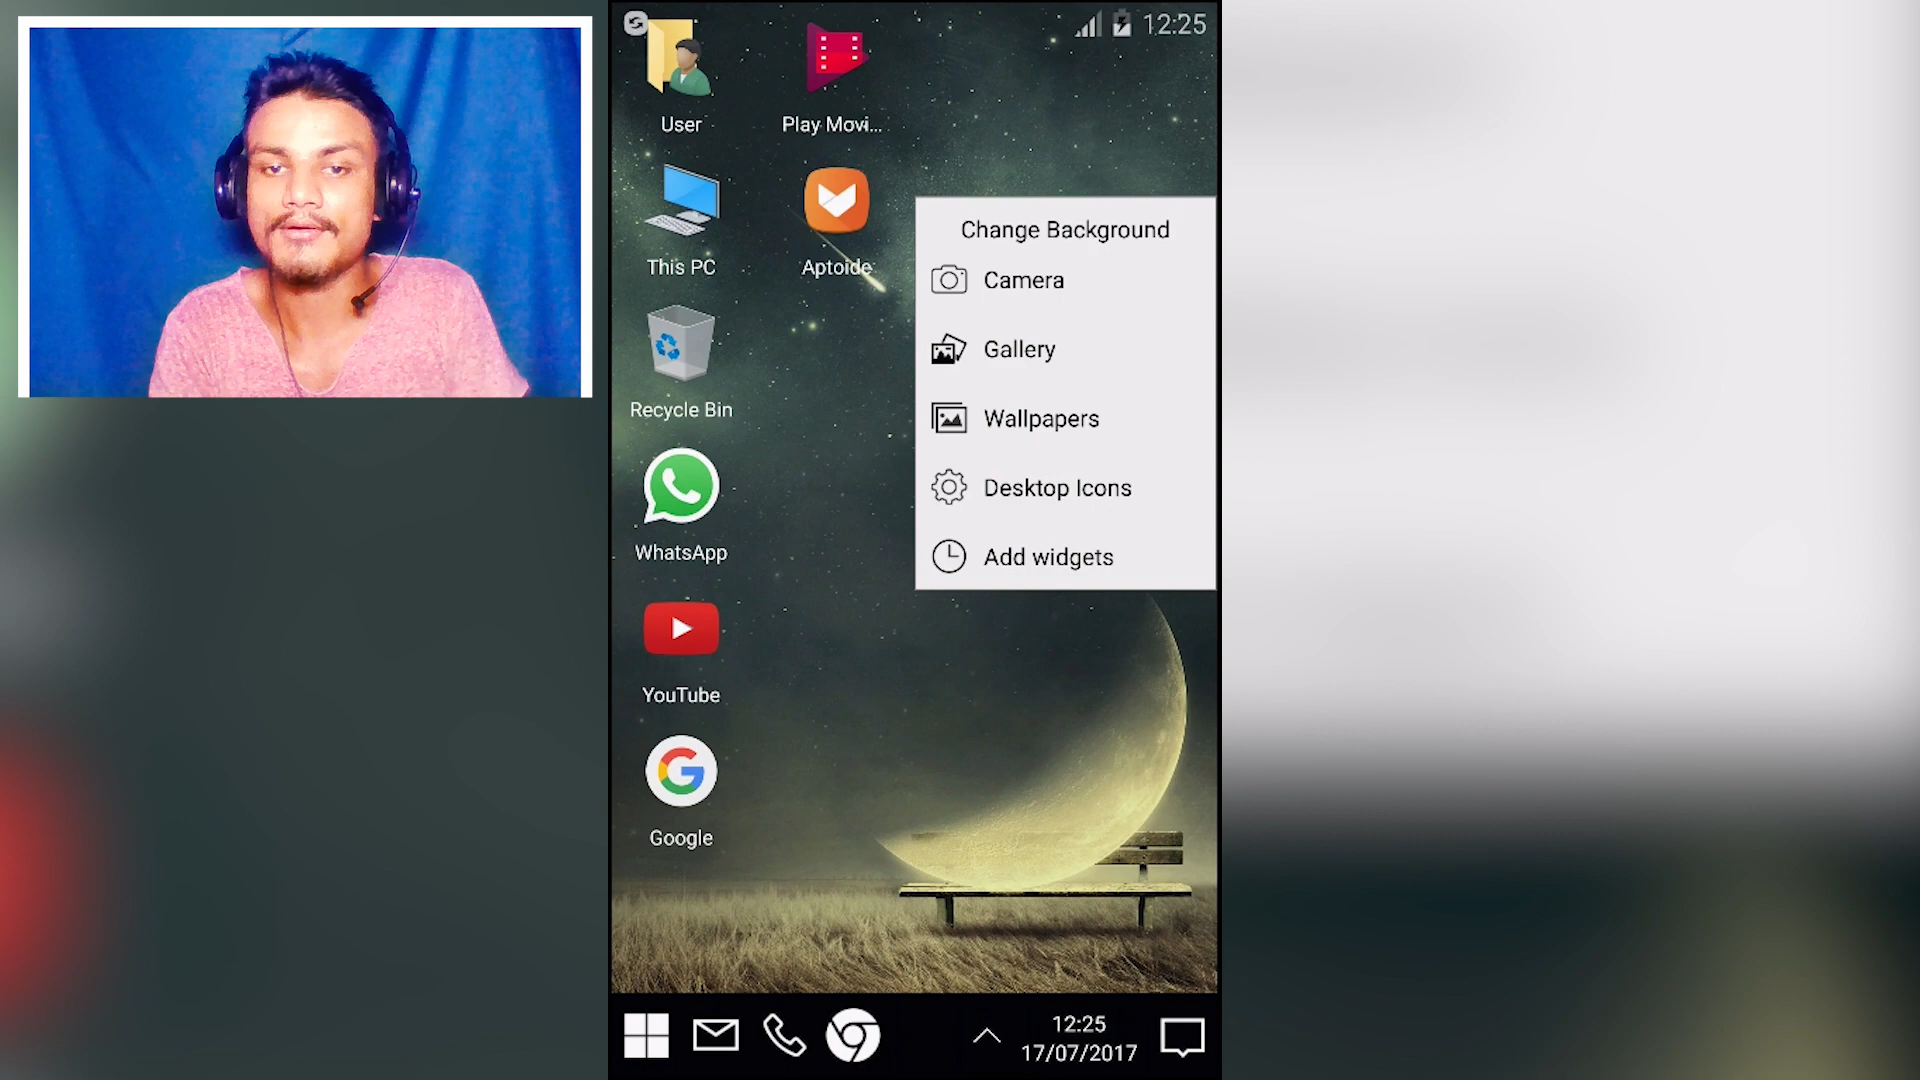 12:25
User
Play Movi...
This PC
Aptoide
Recycle Bin
WhatsApp
YouTube
Google
Change Background
Camera
Gallery
Wallpapers
Desktop Icons
Add widgets
12:25
17/07/2017